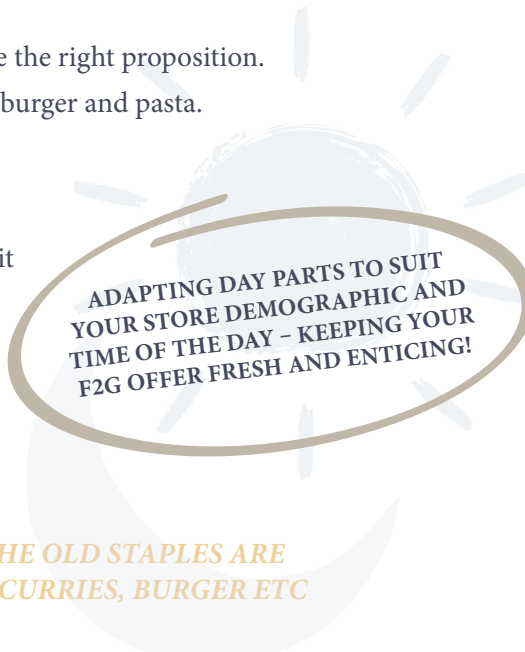 e the right proposition.
burger and pasta.
it
ADAPTING DAY PARTS TO SUIT
YOUR STORE DEMOGRAPHIC AND
TIME OF THE DAY – KEEPING YOUR
F2G OFFER FRESH AND ENTICING!
HE OLD STAPLES ARE
CURRIES, BURGER ETC